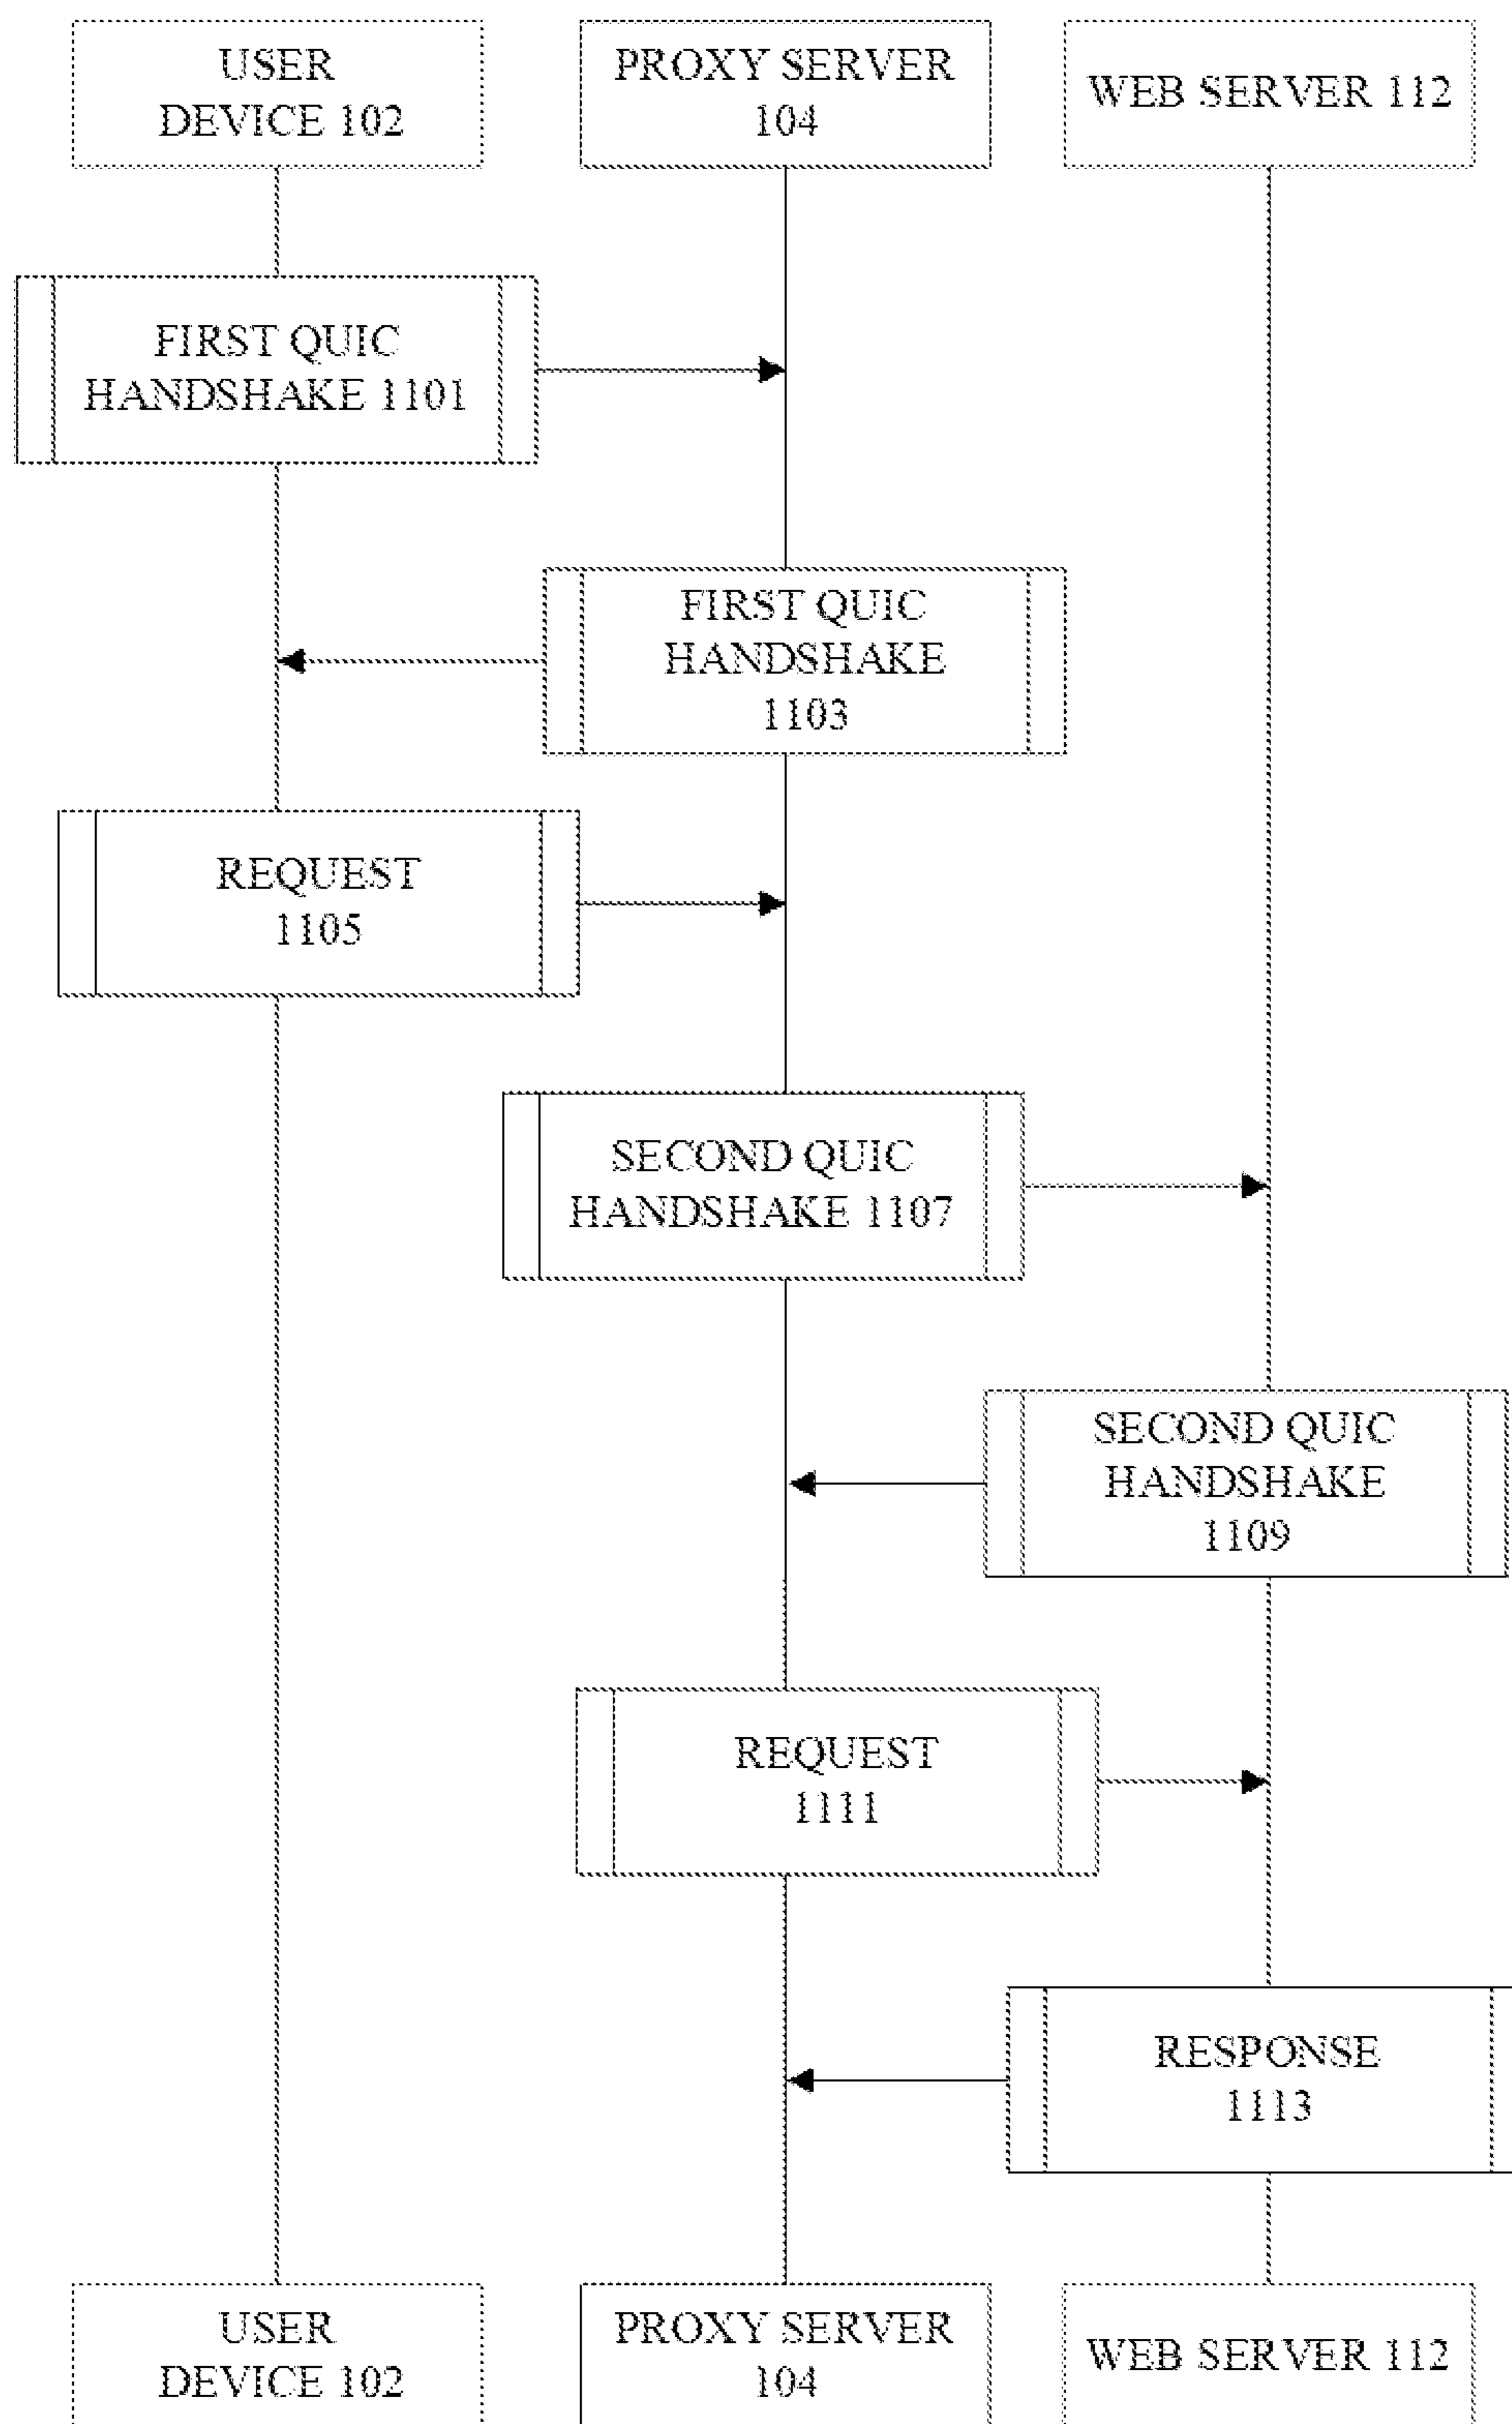 USER
DEVICE 102
PROXY SERVER
104
WEB SERVER 112
FIRST QUIC
HANDSHAKE 1101
FIRST QUIC
HANDSHAKE
1103
REQUEST
1105
SECOND QUIC
HANDSHAKE 1107
SECOND QUIC
HANDSHAKE
1109
REQUEST
1111
RESPONSE
1113
USER
DEVICE 102
PROXY SERVER
104
WEB SERVER 112